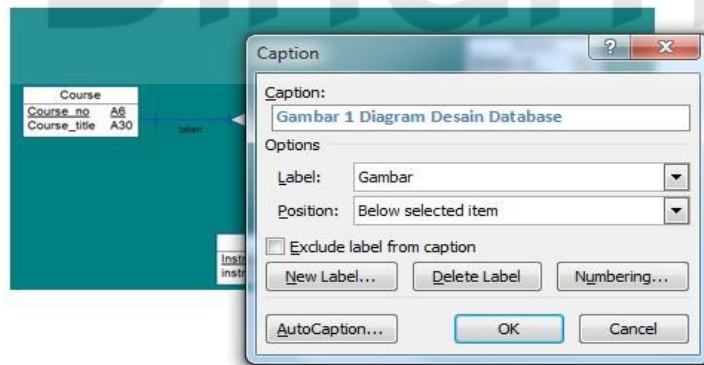 Caption
Course
Course_no A6
Course_title A30
taken
Caption:
Gambar 1 Diagram Desain Database
Options
Label: Gambar
Position: Below selected item
Exclude label from caption
New Label... Delete Label Numbering...
AutoCaption... OK Cancel